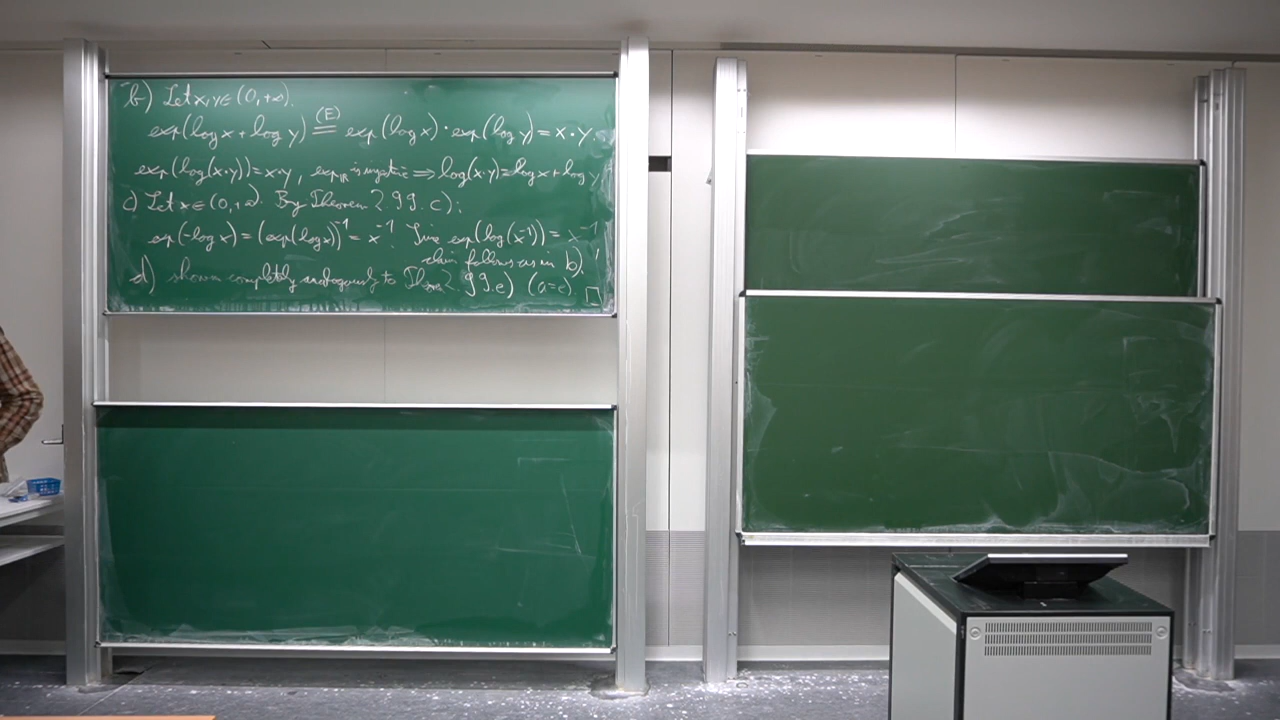 b) Let x,y∈(0,+∞).
exp(log x + log y) (E)= exp(log x)·exp(log y) = x·y.
exp(log(x·y)) = x·y, exp|ℝ is injective ⇒ log(x·y) = log x + log y
c) Let x∈(0,+∞). By Theorem 2.99.c):
exp(-log x) = (exp(log x))⁻¹ = x⁻¹. Since exp(log(x⁻¹)) = x⁻¹,
claim follows as in b).
d) shown completely analogously to Thm 2.99.e) (a=e). □